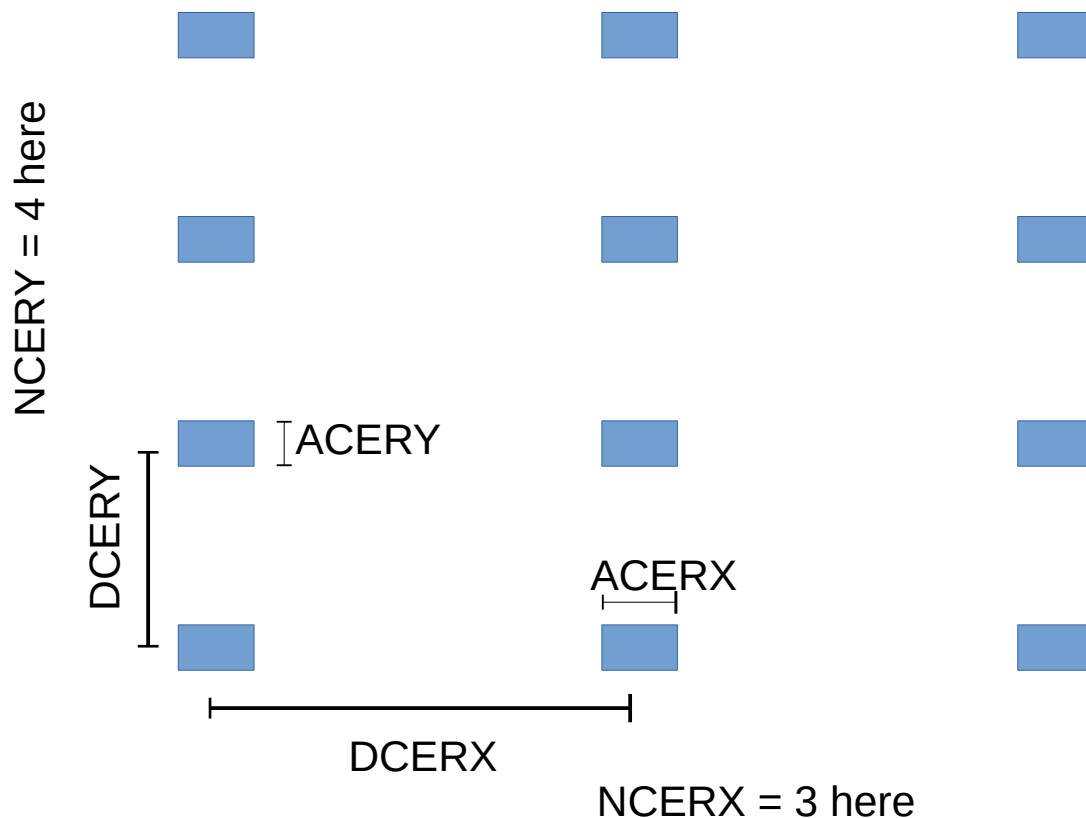 NCERY = 4 here
ACERY
DCERY
ACERX
DCERX
NCERX = 3 here